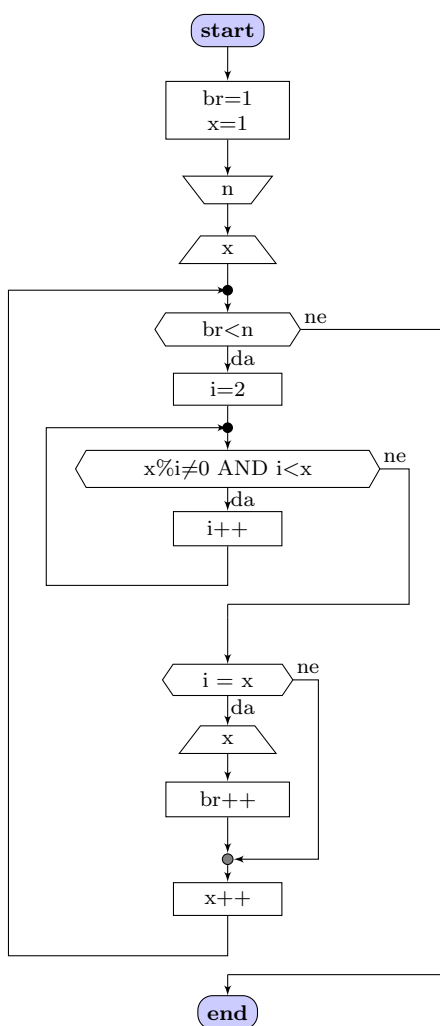 start
br=1
x=1
n
x
br<n
ne
da
i=2
x%i≠0 AND i<x
ne
da
i++
i = x
ne
da
x
br++
x++
end